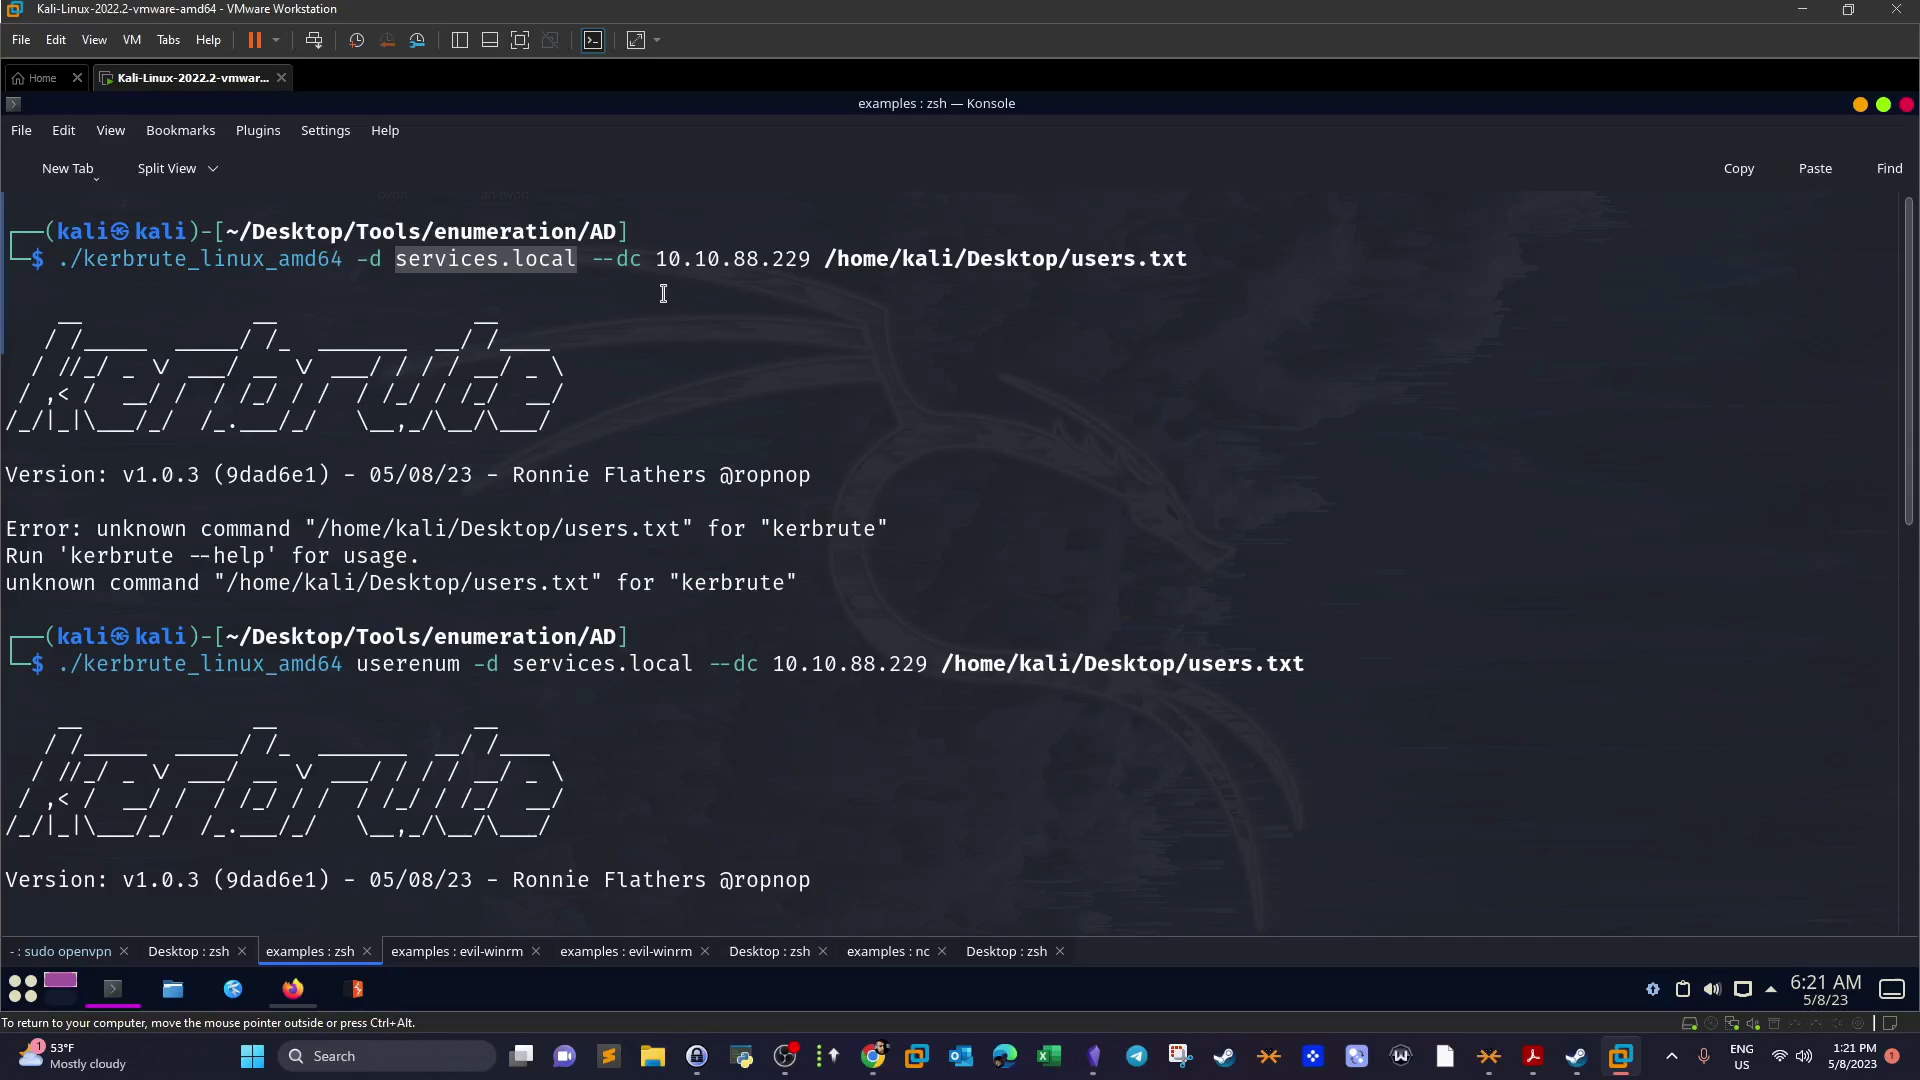 Kali-Linux-2022.2-vmware-amd64 - VMware Workstation
File Edit View VM Tabs Help
Home Kali-Linux-2022.2-vmwar...
examples : zsh — Konsole
File Edit View Bookmarks Plugins Settings Help
New Tab Split View Copy Paste Find
┌──(kali㉿kali)-[~/Desktop/Tools/enumeration/AD]
└─$ ./kerbrute_linux_amd64 -d services.local --dc 10.10.88.229 /home/kali/Desktop/users.txt
kerbrute
Version: v1.0.3 (9dad6e1) - 05/08/23 - Ronnie Flathers @ropnop
Error: unknown command "/home/kali/Desktop/users.txt" for "kerbrute"
Run 'kerbrute --help' for usage.
unknown command "/home/kali/Desktop/users.txt" for "kerbrute"
┌──(kali㉿kali)-[~/Desktop/Tools/enumeration/AD]
└─$ ./kerbrute_linux_amd64 userenum -d services.local --dc 10.10.88.229 /home/kali/Desktop/users.txt
kerbrute
Version: v1.0.3 (9dad6e1) - 05/08/23 - Ronnie Flathers @ropnop
- : sudo openvpn Desktop : zsh examples : zsh examples : evil-winrm examples : evil-winrm Desktop : zsh examples : nc Desktop : zsh
6:21 AM
5/8/23
To return to your computer, move the mouse pointer outside or press Ctrl+Alt.
1
53°F
Mostly cloudy
Search
ENG
US
1:21 PM
5/8/2023
1